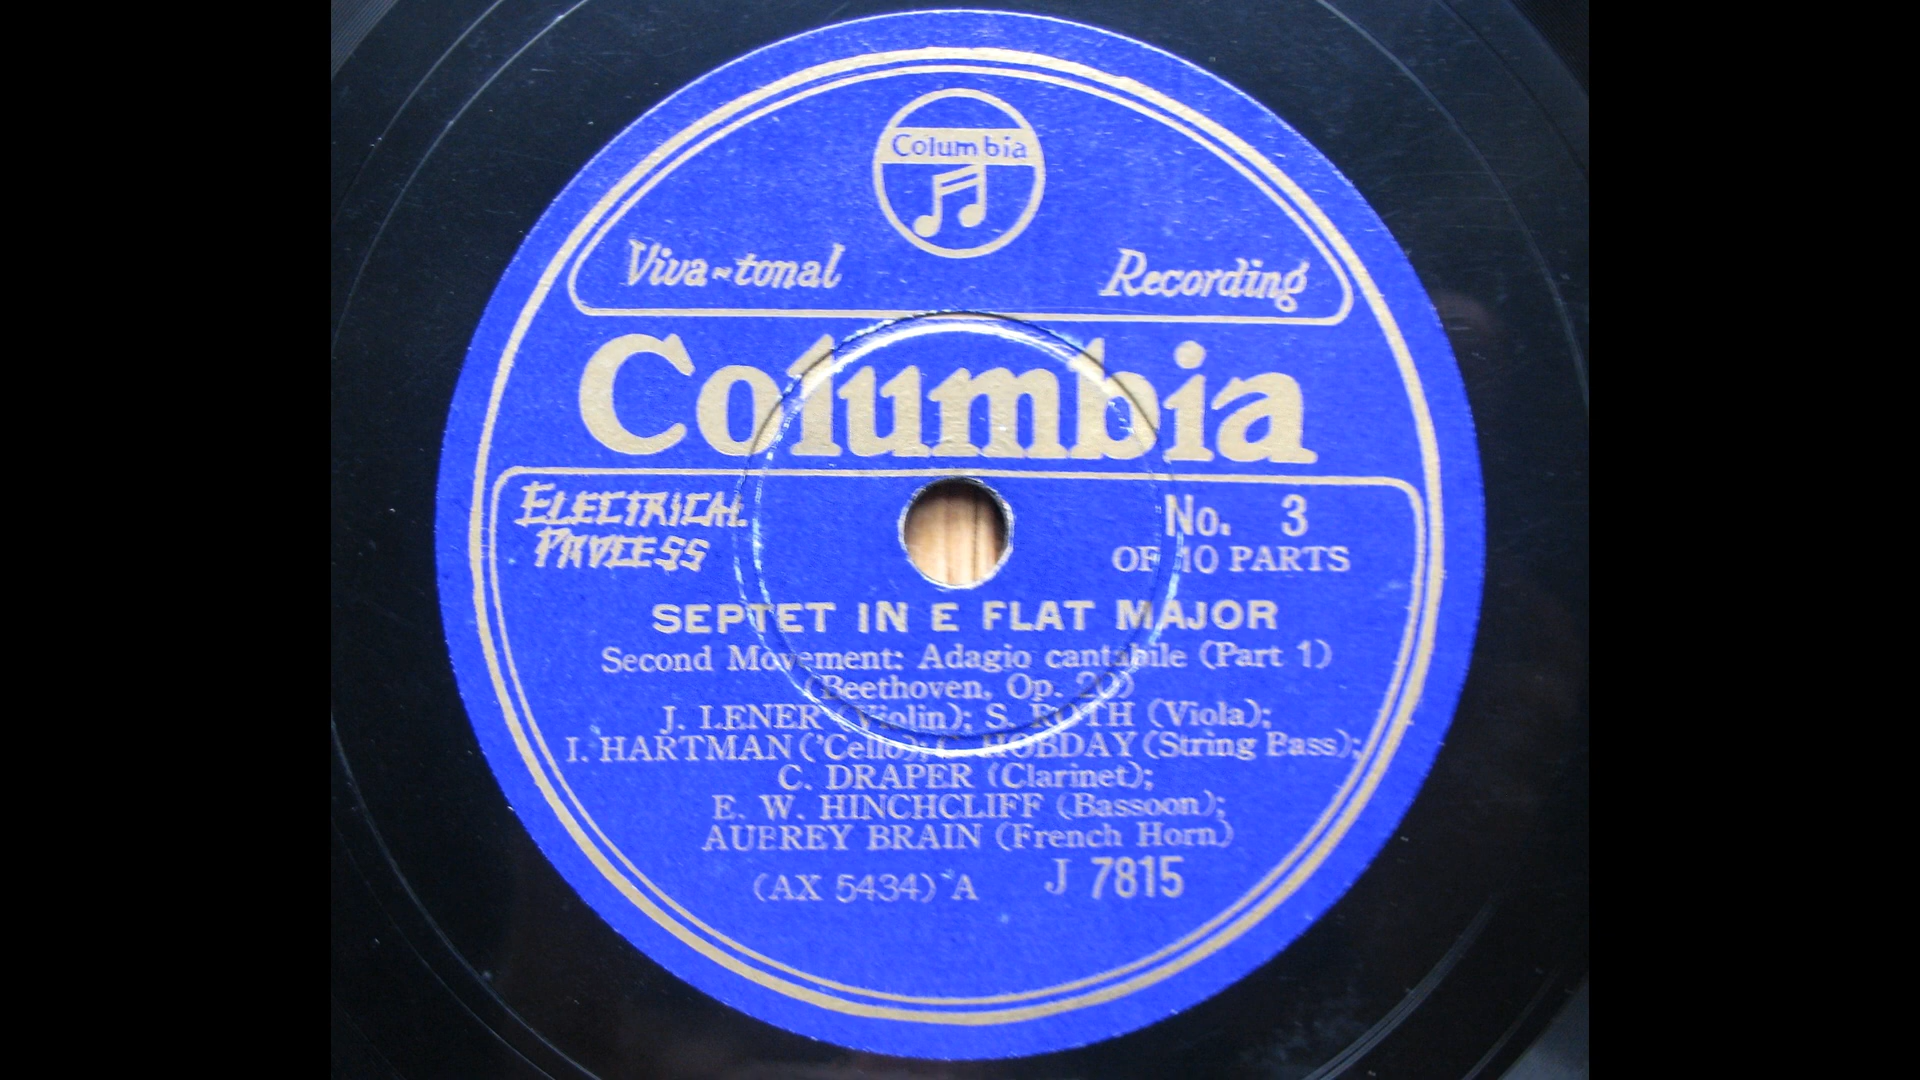 Columbia
Viva-tonal Recording
Columbia
ELECTRICAL
PROCESS
No. 3
OF 10 PARTS
SEPTET IN E FLAT MAJOR
Second Movement: Adagio cantabile (Part 1)
(Beethoven, Op. 20)
J. LENER (Violin); S. ROTH (Viola);
I. HARTMAN ('Cello); C. HOBDAY (String Bass);
C. DRAPER (Clarinet);
E. W. HINCHCLIFF (Bassoon);
AUBREY BRAIN (French Horn)
(AX 5434) A J 7815